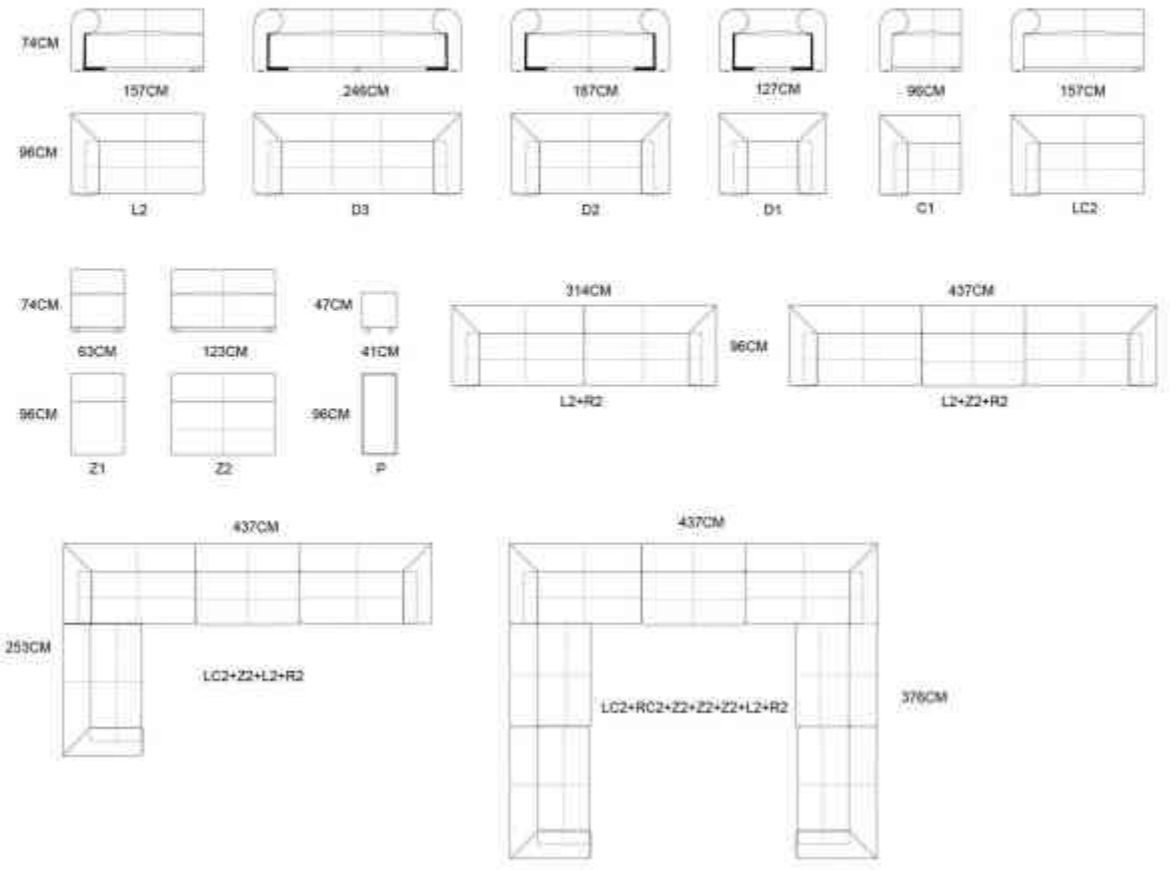 74CM
157CM 246CM 187CM 127CM 96CM 157CM
96CM
L2 D3 D2 D1 C1 LC2
74CM 47CM
63CM 123CM 41CM
96CM 96CM
Z1 Z2 P
314CM 437CM
96CM
L2+R2 L2+Z2+R2
437CM 437CM
253CM
LC2+Z2+L2+R2
LC2+RC2+Z2+Z2+Z2+L2+R2
376CM